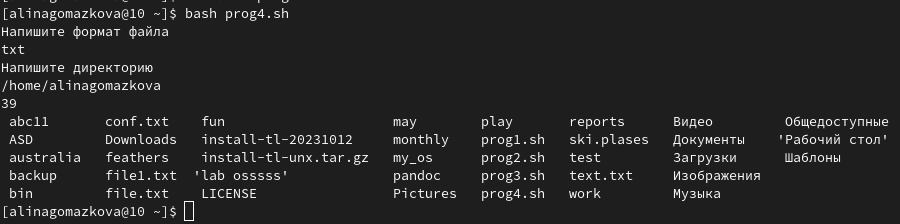 [alinagomazkova@10 ~]$ bash prog4.sh
Напишите формат файла
txt
Напишите директорию
/home/alinagomazkova
39
abc11 conf.txt fun may play reports Видео Общедоступные
ASD Downloads install-tl-20231012 monthly prog1.sh ski.plases Документы 'Рабочий стол'
australia feathers install-tl-unx.tar.gz my_os prog2.sh test Загрузки Шаблоны
backup file1.txt 'lab osssss' pandoc prog3.sh text.txt Изображения
bin file.txt LICENSE Pictures prog4.sh work Музыка
[alinagomazkova@10 ~]$